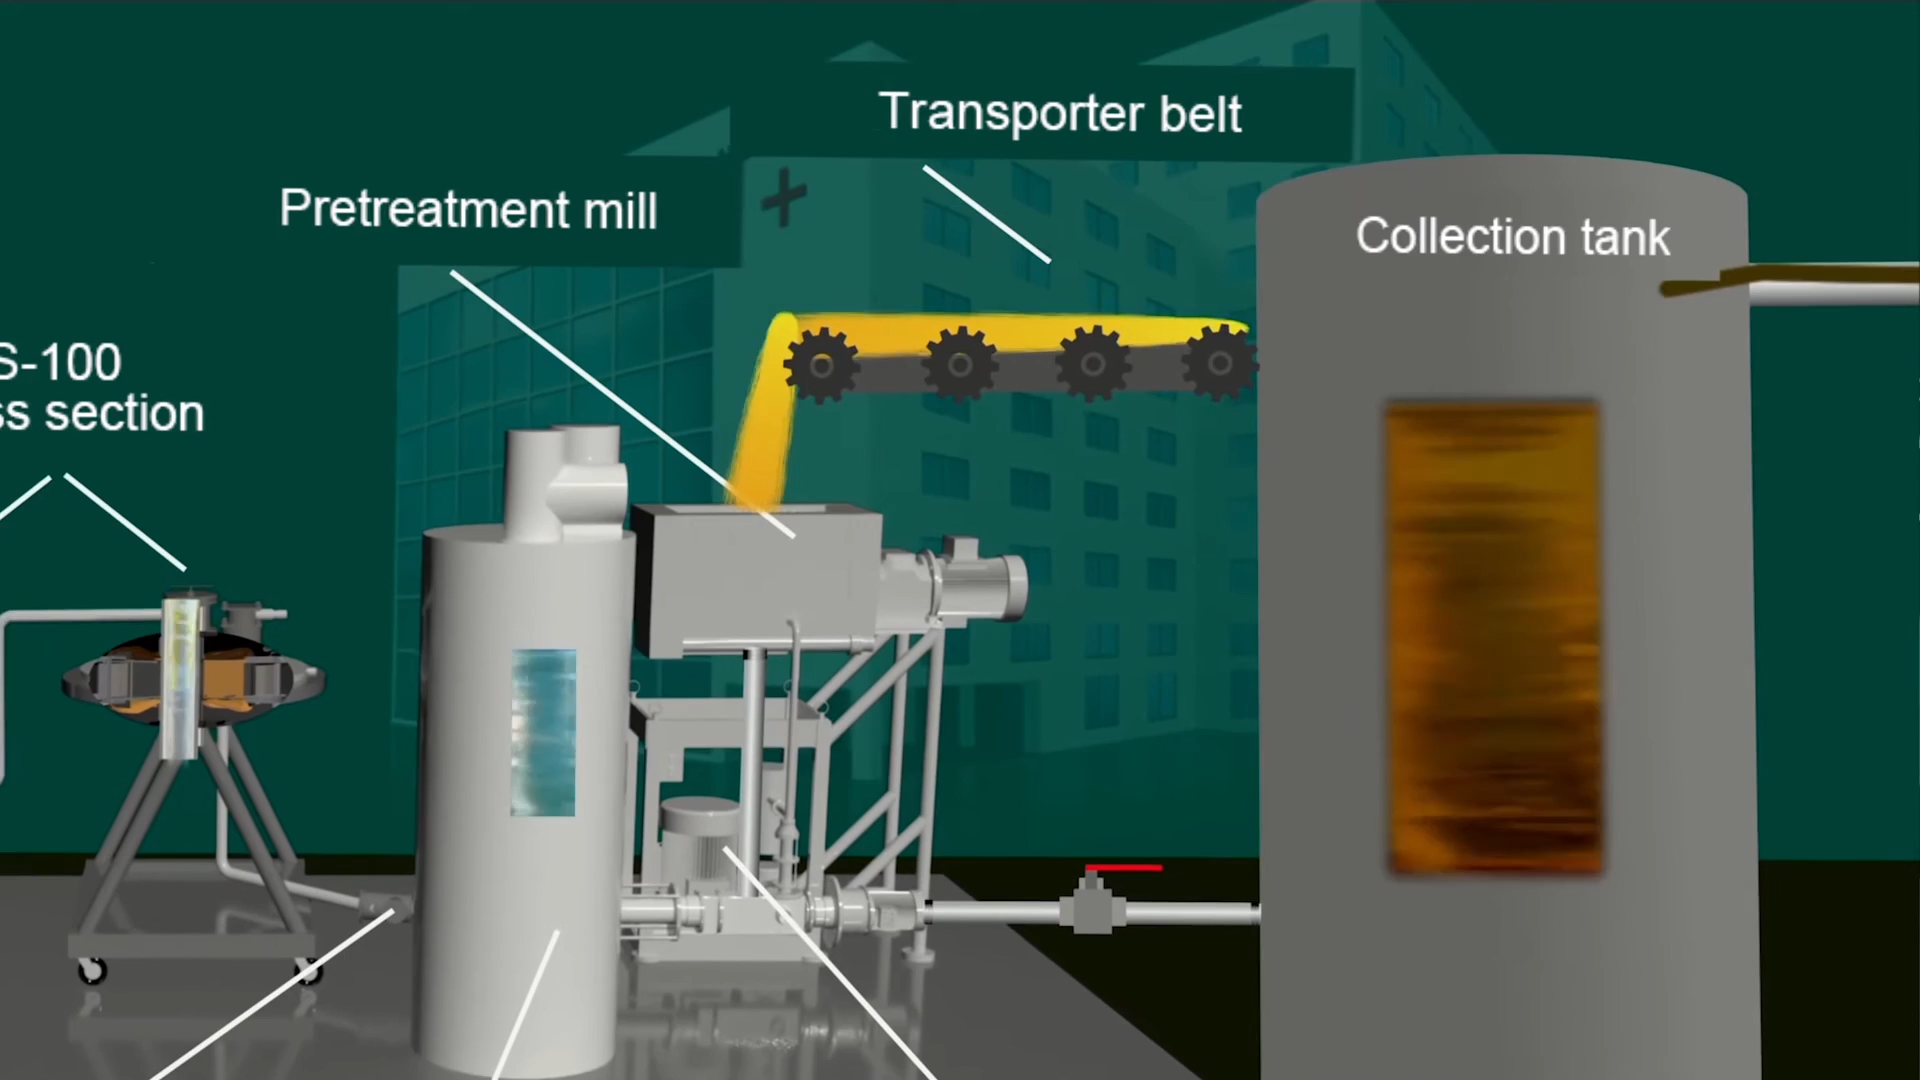 Transporter belt
Pretreatment mill
Collection tank
S-100
ss section